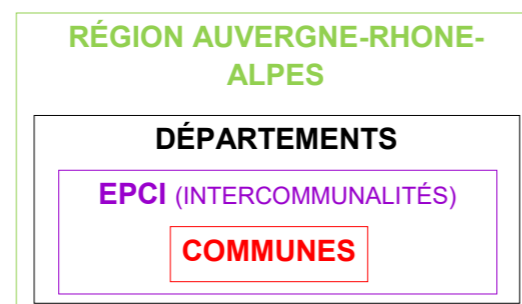 RÉGION AUVERGNE-RHONE-
ALPES
DÉPARTEMENTS
EPCI (INTERCOMMUNALITÉS)
COMMUNES